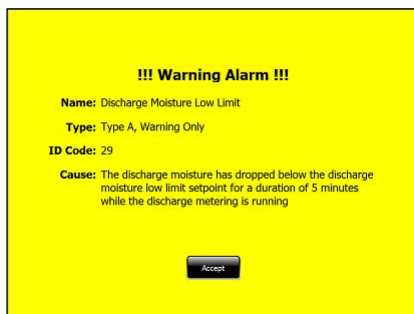 !!! Warning Alarm !!!
Name: Discharge Moisture Low Limit
Type: Type A, Warning Only
ID Code: 29
Cause: The discharge moisture has dropped below the discharge
moisture low limit setpoint for a duration of 5 minutes
while the discharge metering is running
Accept